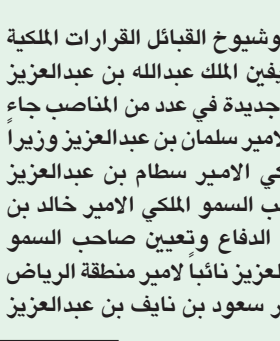 وشيوخ القبائل القرارات الملكية
يفين الملك عبدالله بن عبدالعزيز
جديدة في عدد من المناصب جاء
لامير سلمان بن عبدالعزيز وزيراً
كي الامير سطام بن عبدالعزيز
ب السمو الملكي الامير خالد بن
الدفاع وتعيين صاحب السمو
لعزيز نائباً لامير منطقة الرياض
ر سعود بن نايف بن عبدالعزيز